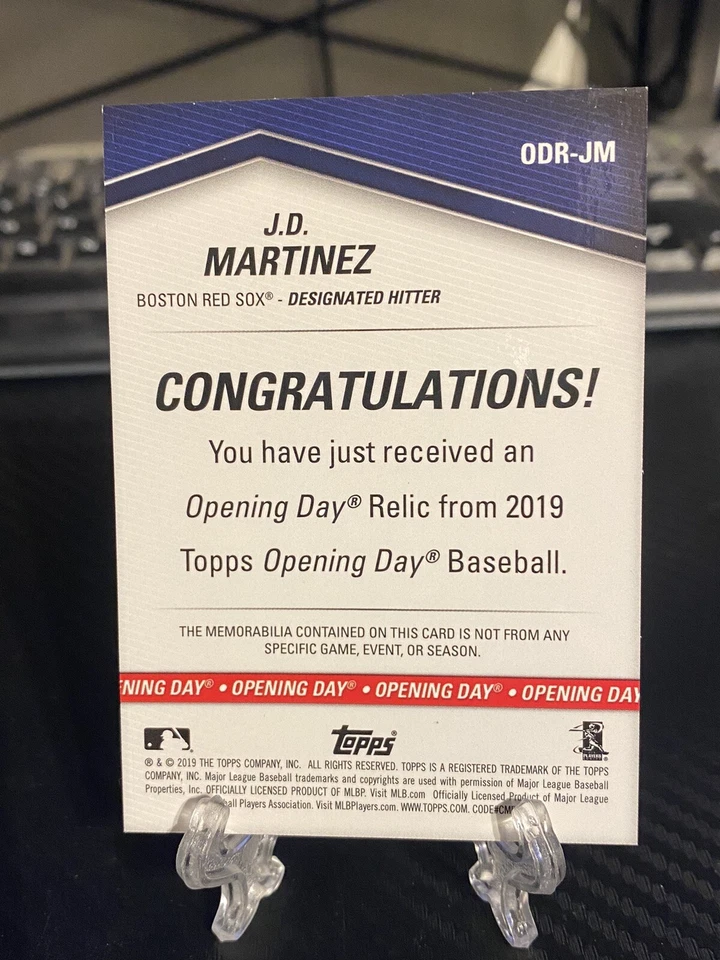 ODR-JM
J.D.
MARTINEZ
BOSTON RED SOX® - DESIGNATED HITTER
CONGRATULATIONS!
You have just received an
Opening Day® Relic from 2019
Topps Opening Day® Baseball.
THE MEMORABILIA CONTAINED ON THIS CARD IS NOT FROM ANY
SPECIFIC GAME, EVENT, OR SEASON.
NING DAY® • OPENING DAY® • OPENING DAY® • OPENING DAY
Topps®
PLAYERS
® & © 2019 THE TOPPS COMPANY, INC. ALL RIGHTS RESERVED. TOPPS IS A REGISTERED TRADEMARK OF THE TOPPS
COMPANY, INC. Major League Baseball trademarks and copyrights are used with permission of Major League Baseball
Properties, Inc. OFFICIALLY LICENSED PRODUCT OF MLBP. Visit MLB.com Officially Licensed Product of Major League
ball Players Association. Visit MLBPlayers.com. WWW.TOPPS.COM. CODE#CM